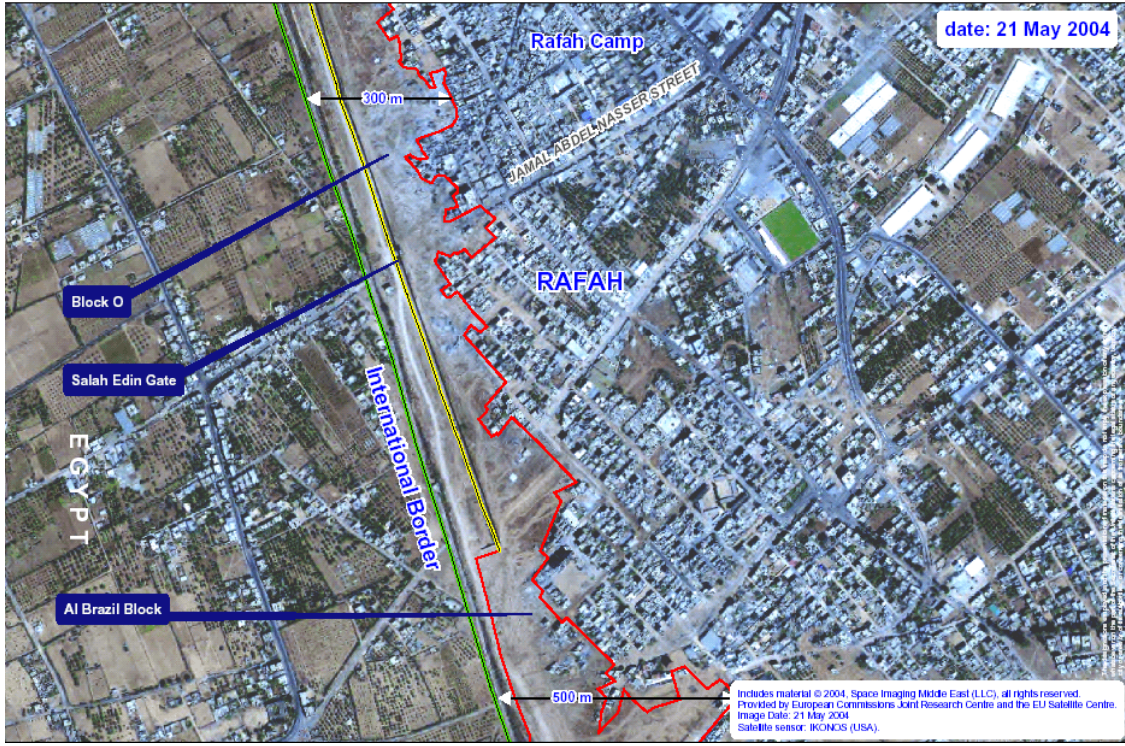 date: 21 May 2004
Rafah Camp
300 m
JAMAL ABDEL NASSER STREET
RAFAH
Block O
Salah Edin Gate
International Border
EGYPT
Al Brazil Block
500 m
Includes material © 2004, Space Imaging Middle East (LLC), all rights reserved.
Provided by European Commissions Joint Research Centre and the EU Satellite Centre.
Image Date: 21 May 2004
Satellite sensor: IKONOS (USA).